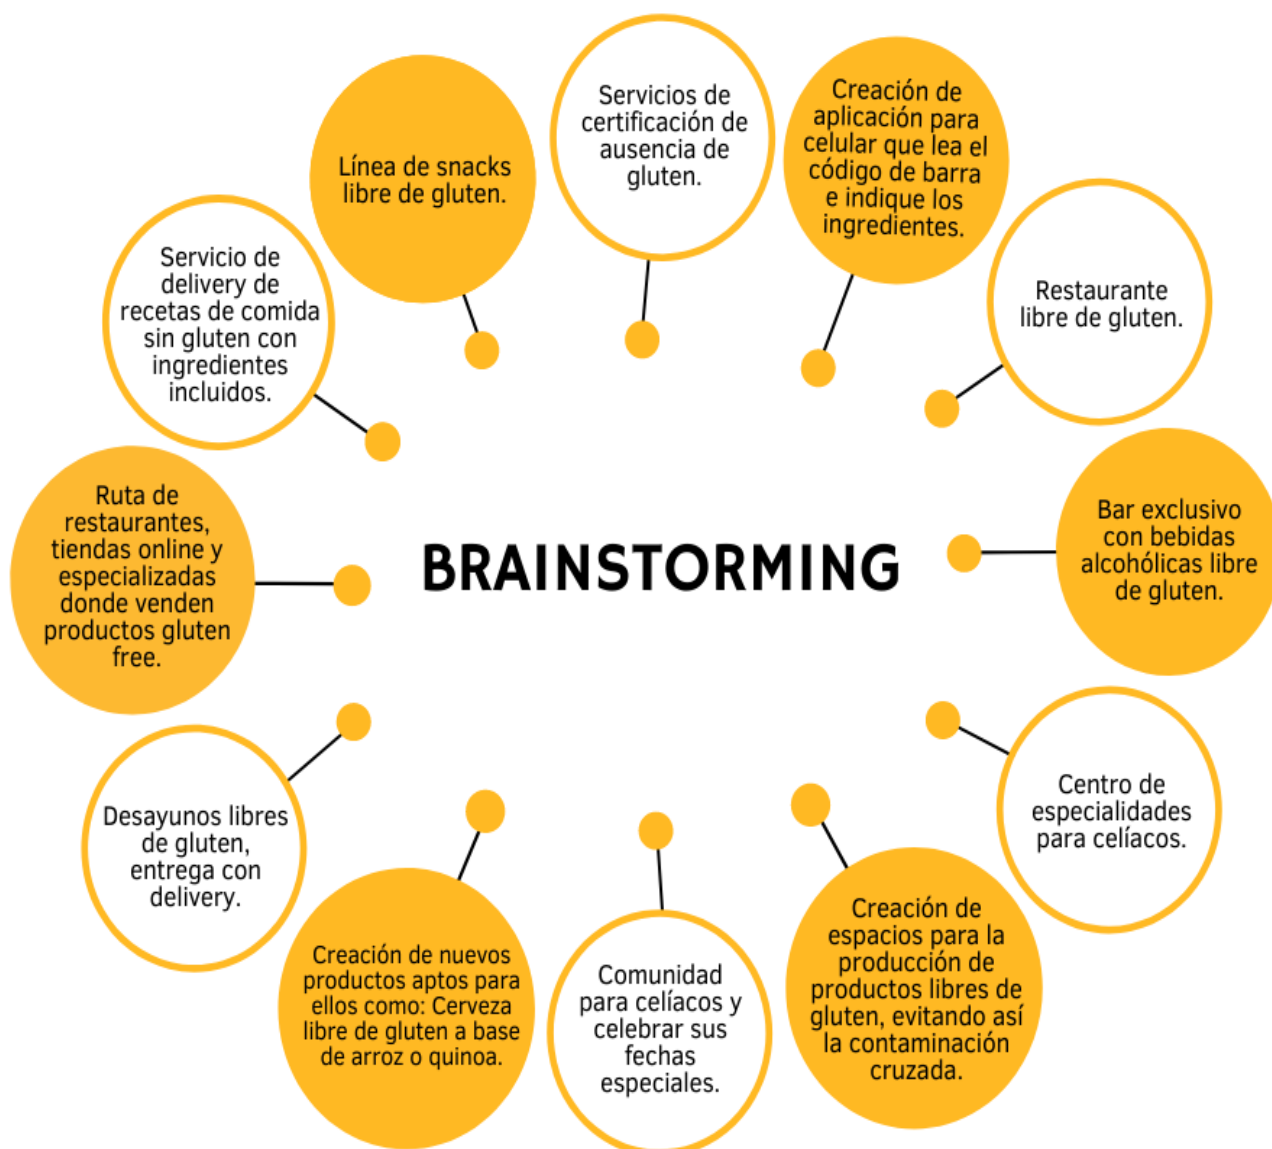 Servicios de
certificación de
ausencia de
gluten.
Creación de
aplicación para
celular que lea el
código de barra
e indique los
ingredientes.
Restaurante
libre de gluten.
Bar exclusivo
con bebidas
alcohólicas libre
de gluten.
Centro de
especialidades
para celíacos.
Creación de
espacios para la
producción de
productos libres de
gluten, evitando así
la contaminación
cruzada.
Comunidad
para celíacos y
celebrar sus
fechas
especiales.
Creación de nuevos
productos aptos para
ellos como: Cerveza
libre de gluten a base
de arroz o quinoa.
Desayunos libres
de gluten,
entrega con
delivery.
Ruta de
restaurantes,
tiendas online y
especializadas
donde venden
productos gluten
free.
Servicio de
delivery de
recetas de comida
sin gluten con
ingredientes
incluidos.
Línea de snacks
libre de gluten.
BRAINSTORMING